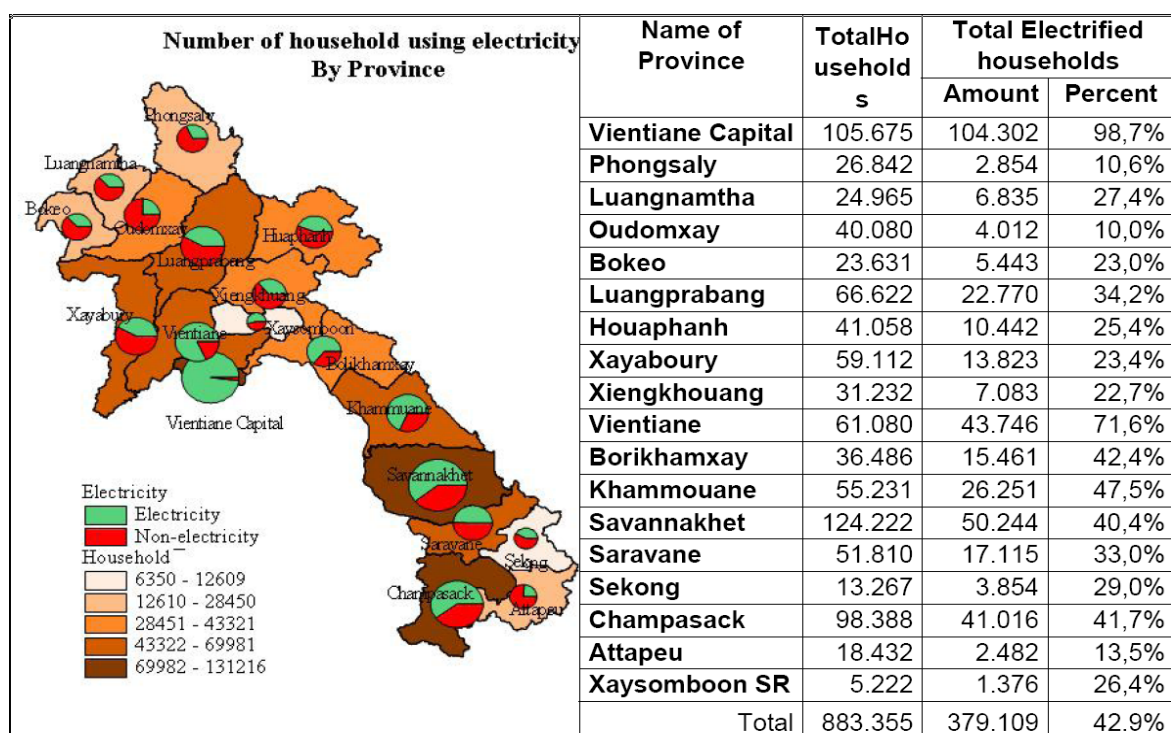 Number of household using electricity
By Province
Phongsaly
Luangnamtha
Bokeo
Oudomxay
Luangprabang
Huaphanh
Xiengkhuang
Xayabury
Vientiane
Xaysomboon
Bolikhamxay
Vientiane Capital
Khammuane
Savannakhet
Saravane
Sekong
Champasack
Attapeu
Electricity
Electricity
Non-electricity
Household
6350 - 12609
12610 - 28450
28451 - 43321
43322 - 69981
69982 - 131216
Name of Province TotalHouseholds Total Electrified households
Amount Percent
Vientiane Capital 105.675 104.302 98,7%
Phongsaly 26.842 2.854 10,6%
Luangnamtha 24.965 6.835 27,4%
Oudomxay 40.080 4.012 10,0%
Bokeo 23.631 5.443 23,0%
Luangprabang 66.622 22.770 34,2%
Houaphanh 41.058 10.442 25,4%
Xayaboury 59.112 13.823 23,4%
Xiengkhouang 31.232 7.083 22,7%
Vientiane 61.080 43.746 71,6%
Borikhamxay 36.486 15.461 42,4%
Khammouane 55.231 26.251 47,5%
Savannakhet 124.222 50.244 40,4%
Saravane 51.810 17.115 33,0%
Sekong 13.267 3.854 29,0%
Champasack 98.388 41.016 41,7%
Attapeu 18.432 2.482 13,5%
Xaysomboon SR 5.222 1.376 26,4%
Total 883.355 379.109 42.9%